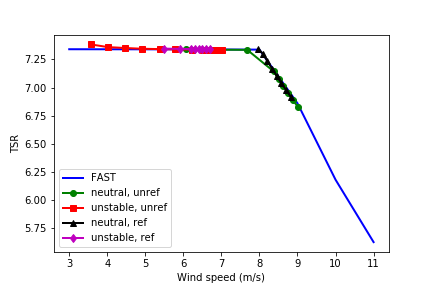 7.25
7.00
6.75
6.50
6.25
6.00
5.75
TSR
FAST
neutral, unref
unstable, unref
neutral, ref
unstable, ref
3 4 5 6 7 8 9 10 11
Wind speed (m/s)